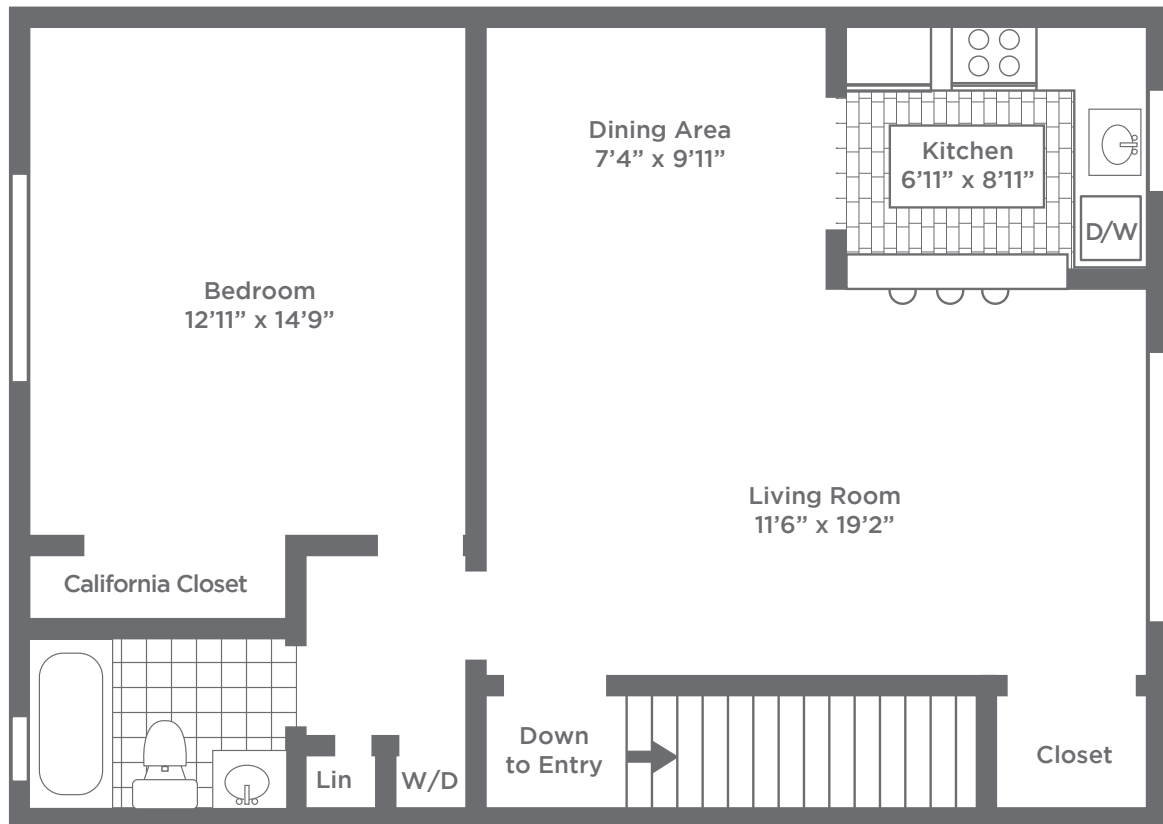 Dining Area
7’4” x 9’11”
Kitchen
6’11” x 8’11”
D/W
Bedroom
12’11” x 14’9”
Living Room
11’6” x 19’2”
California Closet
Down
to Entry
Closet
Lin
W/D